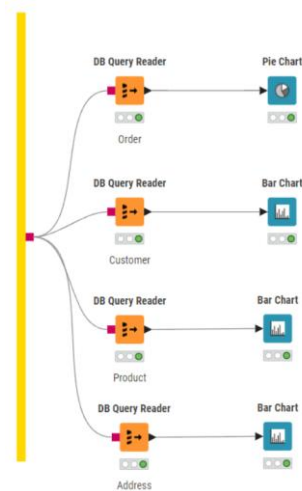 DB Query Reader
Pie Chart
Order
DB Query Reader
Bar Chart
Customer
DB Query Reader
Bar Chart
Product
DB Query Reader
Bar Chart
Address